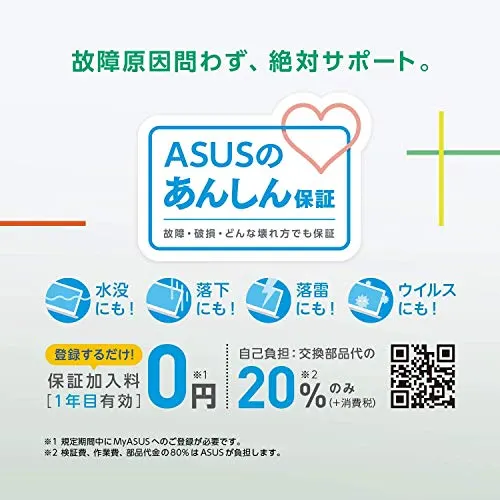 故障原因問わず、絶対サポート。
ASUSの
あんしん保証
故障・破損・どんな壊れ方でも保証
水没にも！
落下にも！
落雷にも！
ウイルスにも！
登録するだけ！
保証加入料
[1年目有効]
0円※1
自己負担：交換部品代の
20%※2のみ
(+消費税)
※1 規定期間中にMyASUSへのご登録が必要です。
※2 検証費、作業費、部品代金の80%はASUSが負担します。